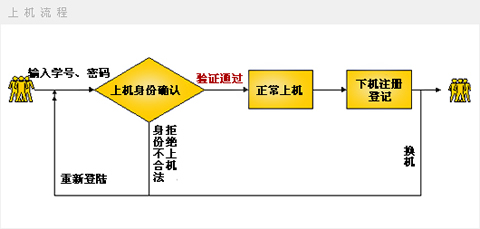 上机流程
输入学号、密码
上机身份确认
验证通过
正常上机
下机注册
登记
拒绝上机
身份不合法
换机
重新登陆